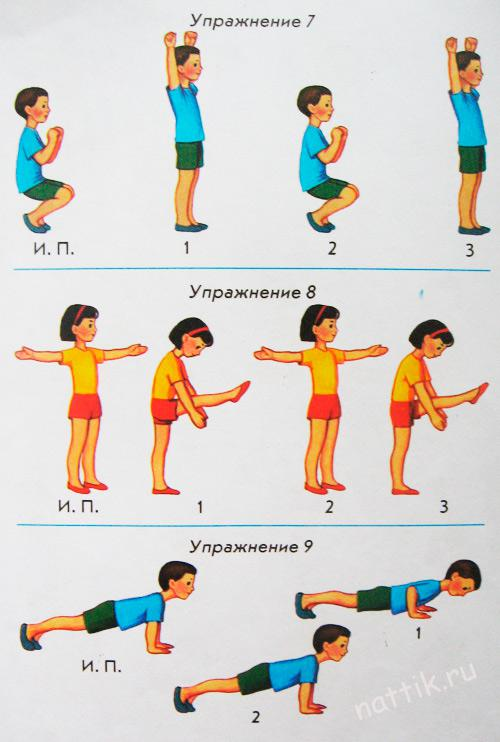 Упражнение 7
И. П. 1 2 3
Упражнение 8
И. П. 1 2 3
Упражнение 9
И. П. 1
2
nattik.ru